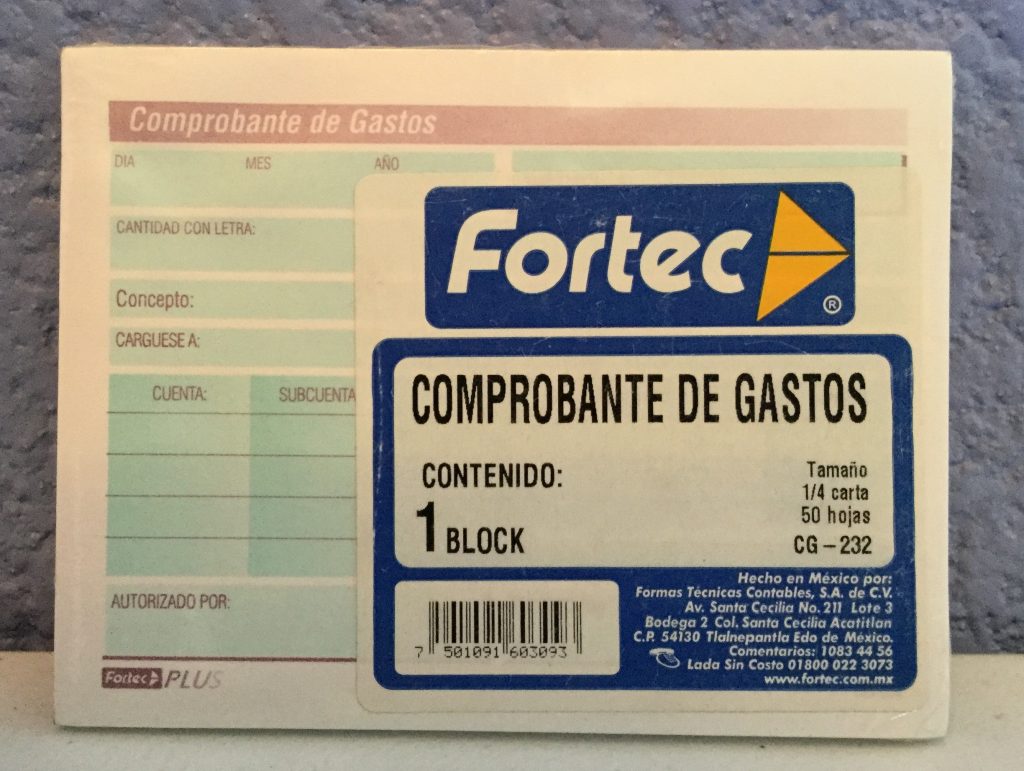 Comprobante de Gastos
DIA MES AÑO
CANTIDAD CON LETRA:
Concepto:
CARGUESE A:
CUENTA: SUBCUENTA
AUTORIZADO POR:
Fortec PLUS
Fortec ®
COMPROBANTE DE GASTOS
CONTENIDO:
1 BLOCK
Tamaño
1/4 carta
50 hojas
CG-232
7 501091 603093
Hecho en México por:
Formas Técnicas Contables, S.A. de C.V.
Av. Santa Cecilia No. 211 Lote 3
Bodega 2 Col. Santa Cecilia Acatitlan
C.P. 54130 Tlalnepantla Edo de México.
Comentarios: 1083 44 56
Lada Sin Costo 01800 022 3073
www.fortec.com.mx